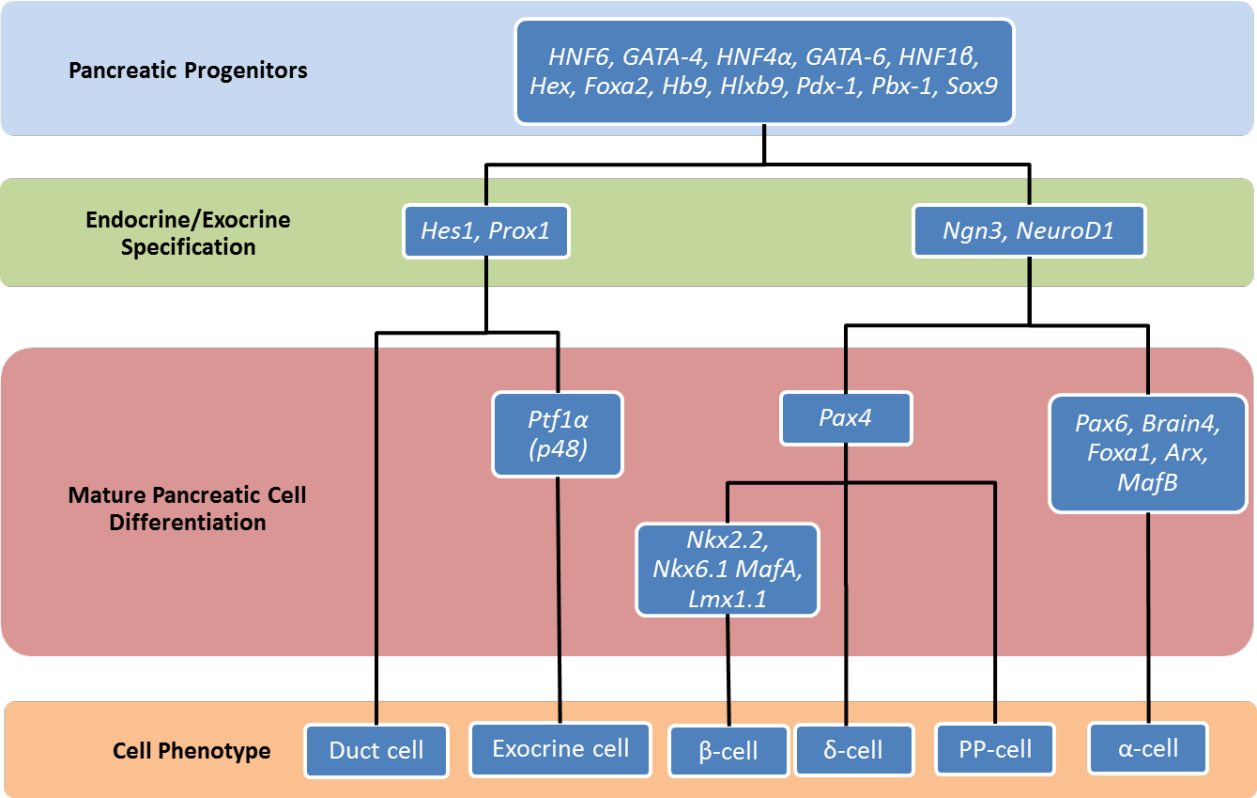 Pancreatic Progenitors
HNF6, GATA-4, HNF4α, GATA-6, HNF1β,
Hex, Foxa2, Hb9, Hlxb9, Pdx-1, Pbx-1, Sox9
Endocrine/Exocrine
Specification
Hes1, Prox1
Ngn3, NeuroD1
Mature Pancreatic Cell
Differentiation
Ptf1α
(p48)
Pax4
Pax6, Brain4,
Foxa1, Arx,
MafB
Nkx2.2,
Nkx6.1 MafA,
Lmx1.1
Cell Phenotype
Duct cell
Exocrine cell
β-cell
δ-cell
PP-cell
α-cell